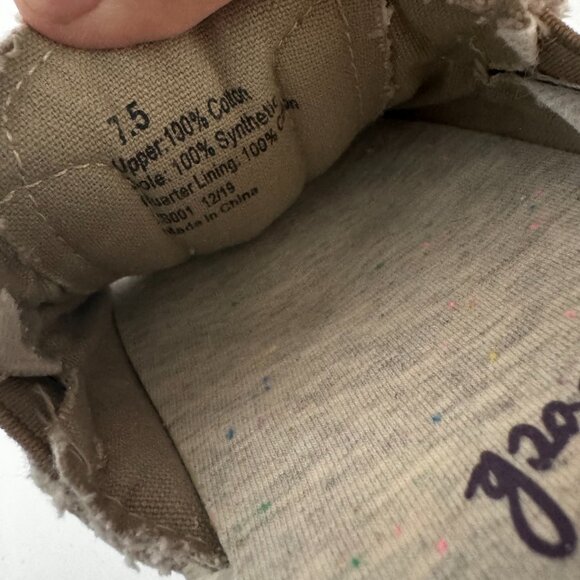 7.5
Upper: 100% Cotton
Sole: 100% Synthetic
Quarter Lining: 100%
12/19
Made in China